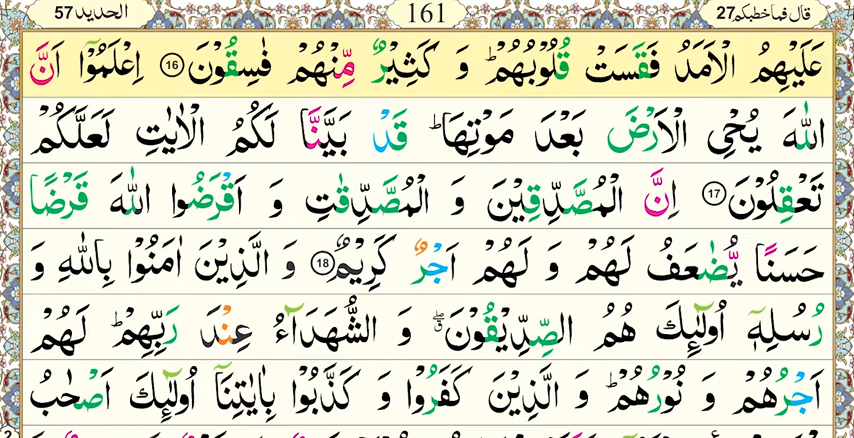 الحديد 57 161 قال فما خطبكم 27
عَلَيْهِمُ الْاَمَدُ فَقَسَتْ قُلُوْبُهُمْ ؕ وَ كَثِيْرٌ مِّنْهُمْ فٰسِقُوْنَ ⑯ اِعْلَمُوْۤا اَنَّ
اللّٰهَ يُحْيِ الْاَرْضَ بَعْدَ مَوْتِهَا ؕ قَدْ بَيَّنَّا لَكُمُ الْاٰيٰتِ لَعَلَّكُمْ
تَعْقِلُوْنَ ⑰ اِنَّ الْمُصَّدِّقِيْنَ وَ الْمُصَّدِّقٰتِ وَ اَقْرَضُوا اللّٰهَ قَرْضًا
حَسَنًا يُّضٰعَفُ لَهُمْ وَ لَهُمْ اَجْرٌ كَرِيْمٌ ⑱ وَ الَّذِيْنَ اٰمَنُوْا بِاللّٰهِ وَ
رُسُلِهٖۤ اُولٰٓئِكَ هُمُ الصِّدِّيْقُوْنَ ۖۗ وَ الشُّهَدَآءُ عِنْدَ رَبِّهِمْ ؕ لَهُمْ
اَجْرُهُمْ وَ نُوْرُهُمْ ؕ وَ الَّذِيْنَ كَفَرُوْا وَ كَذَّبُوْا بِاٰيٰتِنَاۤ اُولٰٓئِكَ اَصْحٰبُ